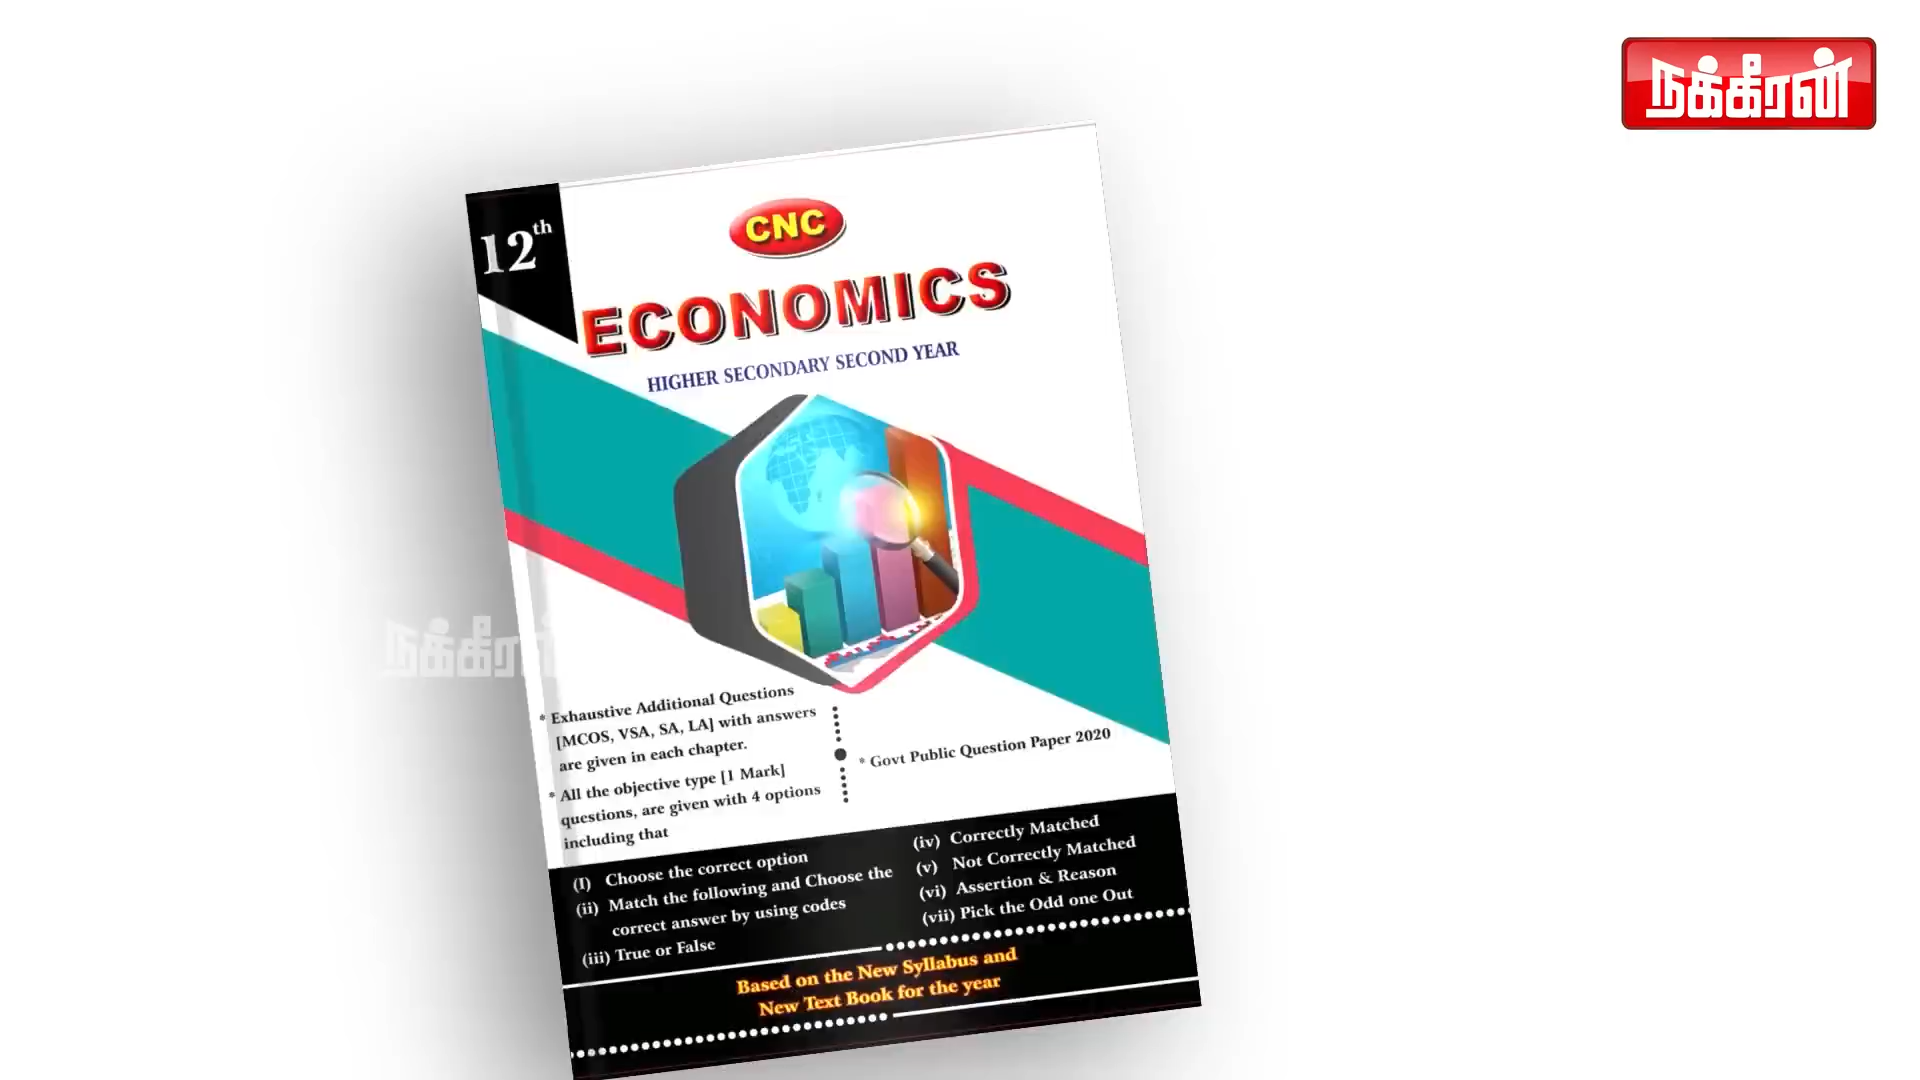 நக்கீரன்
12th
CNC
ECONOMICS
HIGHER SECONDARY SECOND YEAR
நக்கீரன்
* Exhaustive Additional Questions
[MCOS, VSA, SA, LA] with answers
are given in each chapter.
* All the objective type [1 Mark]
questions, are given with 4 options
including that
* Govt Public Question Paper 2020
(I) Choose the correct option
(ii) Match the following and Choose the
correct answer by using codes
(iii) True or False
(iv) Correctly Matched
(v) Not Correctly Matched
(vi) Assertion & Reason
(vii) Pick the Odd one Out
Based on the New Syllabus and
New Text Book for the year